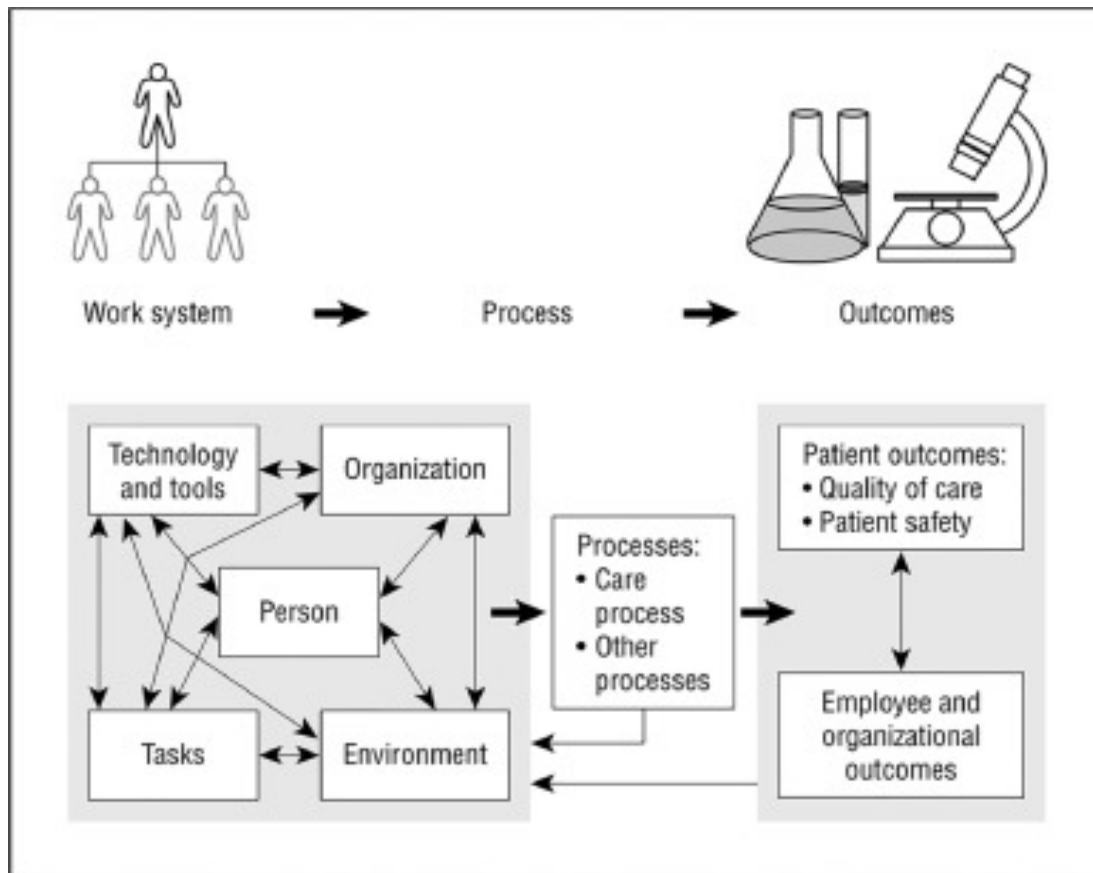 Work system
Process
Outcomes
Technology
and tools
Organization
Person
Tasks
Environment
Processes:
• Care
process
• Other
processes
Patient outcomes:
• Quality of care
• Patient safety
Employee and
organizational
outcomes